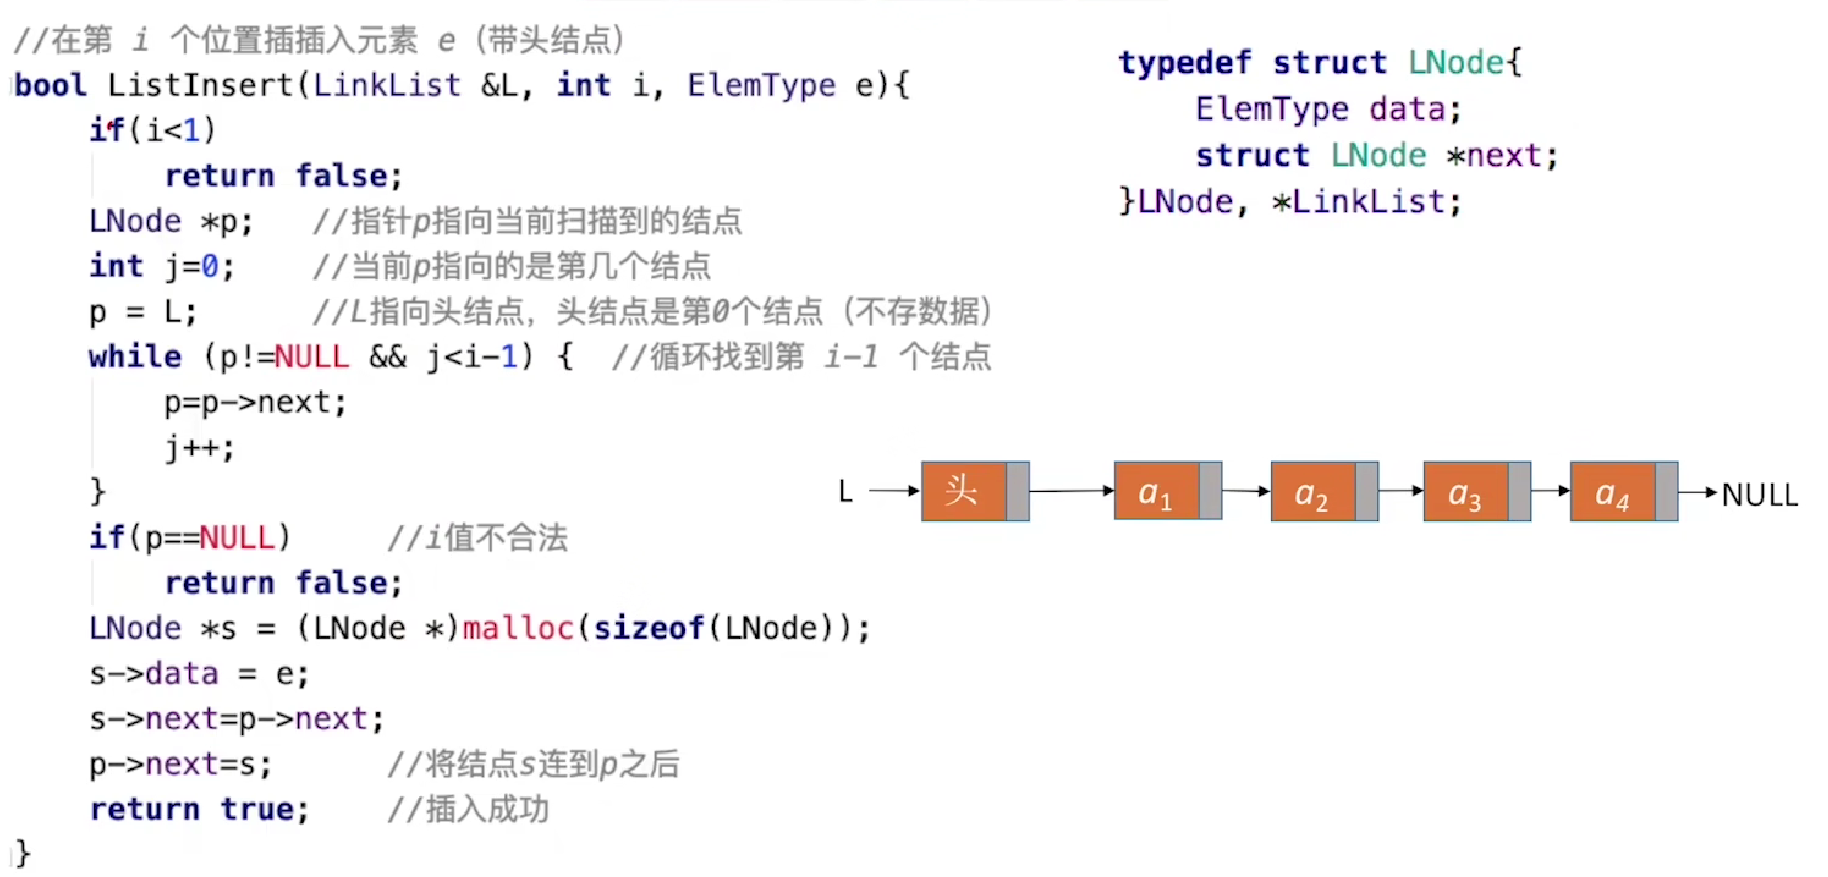 //在第 i 个位置插插入元素 e（带头结点）
bool ListInsert(LinkList &L, int i, ElemType e){
if(i<1)
return false;
LNode *p; //指针p指向当前扫描到的结点
int j=0; //当前p指向的是第几个结点
p = L; //L指向头结点，头结点是第0个结点（不存数据）
while (p!=NULL && j<i-1) { //循环找到第 i-1 个结点
p=p->next;
j++;
}
if(p==NULL) //i值不合法
return false;
LNode *s = (LNode *)malloc(sizeof(LNode));
s->data = e;
s->next=p->next;
p->next=s; //将结点s连到p之后
return true; //插入成功
}
typedef struct LNode{
ElemType data;
struct LNode *next;
}LNode, *LinkList;
L 头 a1 a2 a3 a4 NULL